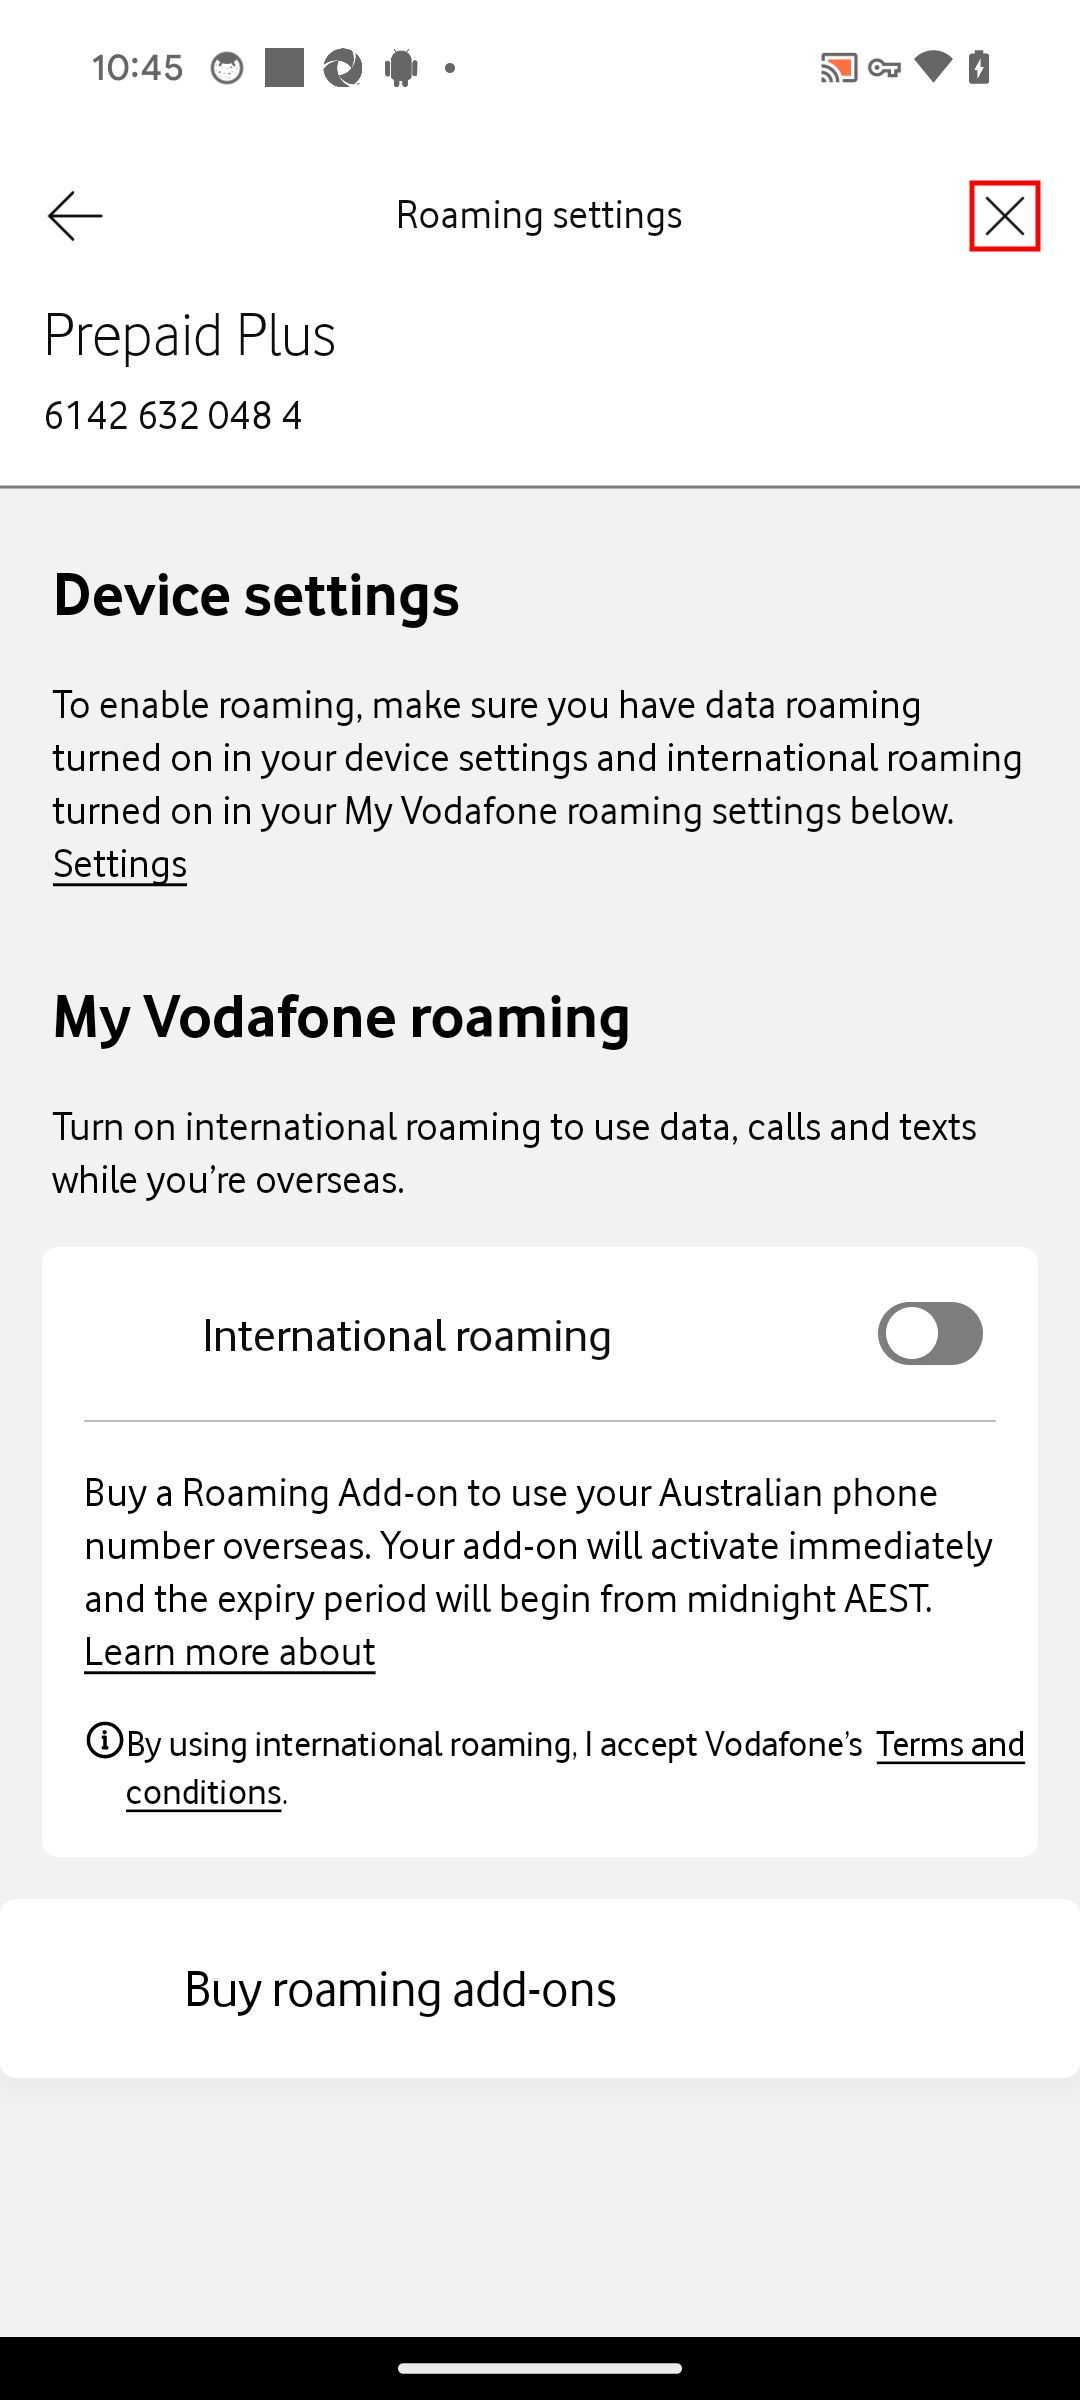 10:45
Roaming settings
Prepaid Plus
6142 632 048 4
Device settings
To enable roaming, make sure you have data roaming
turned on in your device settings and international roaming
turned on in your My Vodafone roaming settings below.
Settings
My Vodafone roaming
Turn on international roaming to use data, calls and texts
while you’re overseas.
International roaming
Buy a Roaming Add-on to use your Australian phone
number overseas. Your add-on will activate immediately
and the expiry period will begin from midnight AEST.
Learn more about
By using international roaming, I accept Vodafone’s Terms and
conditions.
Buy roaming add-ons